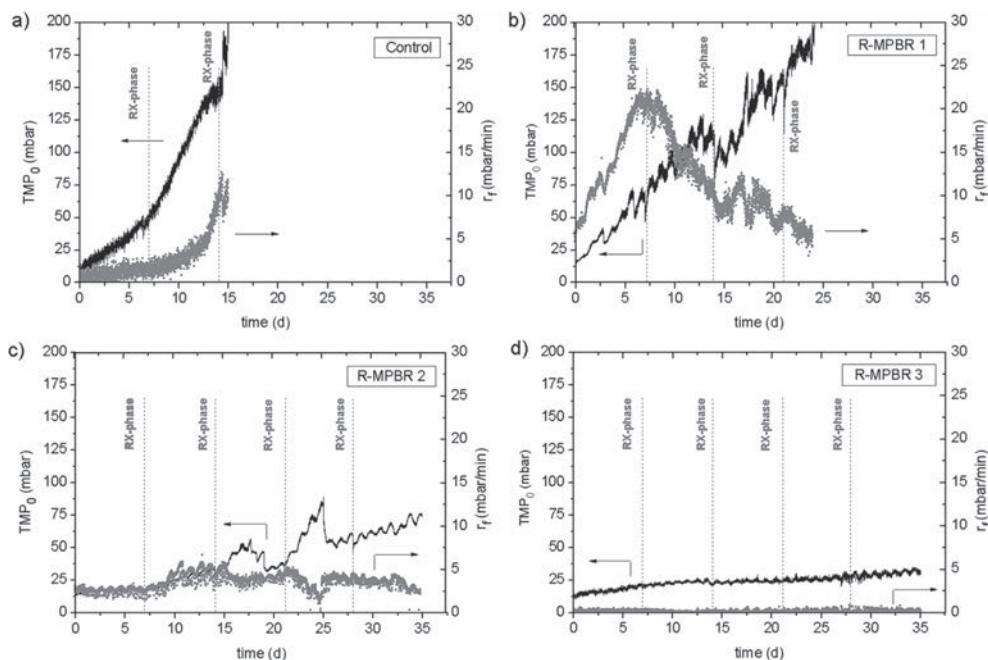 a)
Control
RX-phase
RX-phase
TMP0 (mbar)
200
175
150
125
100
75
50
25
0
30
25
20
15
10
5
0
rf (mbar/min)
0 5 10 15 20 25 30 35
time (d)
b)
R-MPBR 1
RX-phase
RX-phase
RX-phase
TMP0 (mbar)
200
175
150
125
100
75
50
25
0
30
25
20
15
10
5
0
rf (mbar/min)
0 5 10 15 20 25 30 35
time (d)
c)
R-MPBR 2
RX-phase
RX-phase
RX-phase
RX-phase
TMP0 (mbar)
200
175
150
125
100
75
50
25
0
30
25
20
15
10
5
0
rf (mbar/min)
0 5 10 15 20 25 30 35
time (d)
d)
R-MPBR 3
RX-phase
RX-phase
RX-phase
RX-phase
TMP0 (mbar)
200
175
150
125
100
75
50
25
0
30
25
20
15
10
5
0
rf (mbar/min)
0 5 10 15 20 25 30 35
time (d)